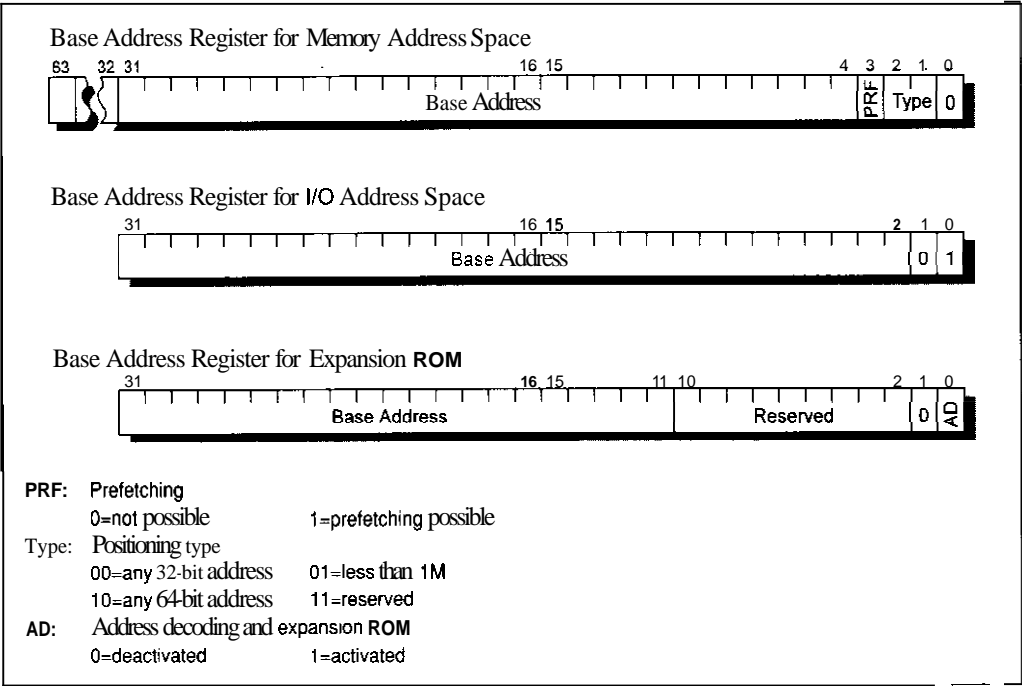 Base Address Register for Memory Address Space
63 32 31 16 15 4 3 2 1 0
Base Address PRF Type 0
Base Address Register for I/O Address Space
31 16 15 2 1 0
Base Address 0 1
Base Address Register for Expansion ROM
31 16 15 11 10 2 1 0
Base Address Reserved 0 AD
PRF: Prefetching
0=not possible 1=prefetching possible
Type: Positioning type
00=any 32-bit address 01=less than 1M
10=any 64-bit address 11=reserved
AD: Address decoding and expansion ROM
0=deactivated 1=activated